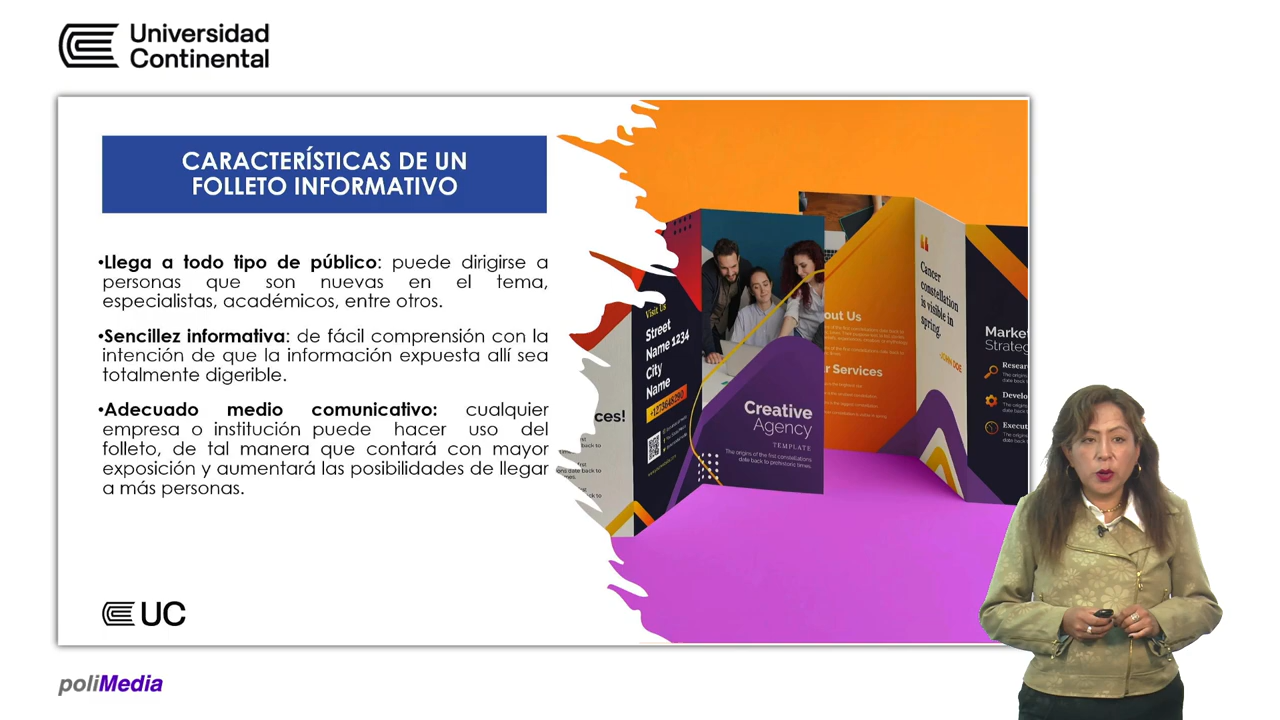 Universidad
Continental
CARACTERÍSTICAS DE UN
FOLLETO INFORMATIVO
•Llega a todo tipo de público: puede dirigirse a
personas que son nuevas en el tema,
especialistas, académicos, entre otros.
•Sencillez informativa: de fácil comprensión con la
intención de que la información expuesta allí sea
totalmente digerible.
•Adecuado medio comunicativo: cualquier
empresa o institución puede hacer uso del
folleto, de tal manera que contará con mayor
exposición y aumentará las posibilidades de llegar
a más personas.
UC
ces!
Visit Us
Street
Name 1234
City
Name
Creative
Agency
TEMPLATE
The origins of the first constellations
date back to prehistoric times.
out Us
r Services
Cancer
constellation
is visible in
spring.
-JOHN DOE
Market
Strateg
Resear
Develo
Execut
poliMedia